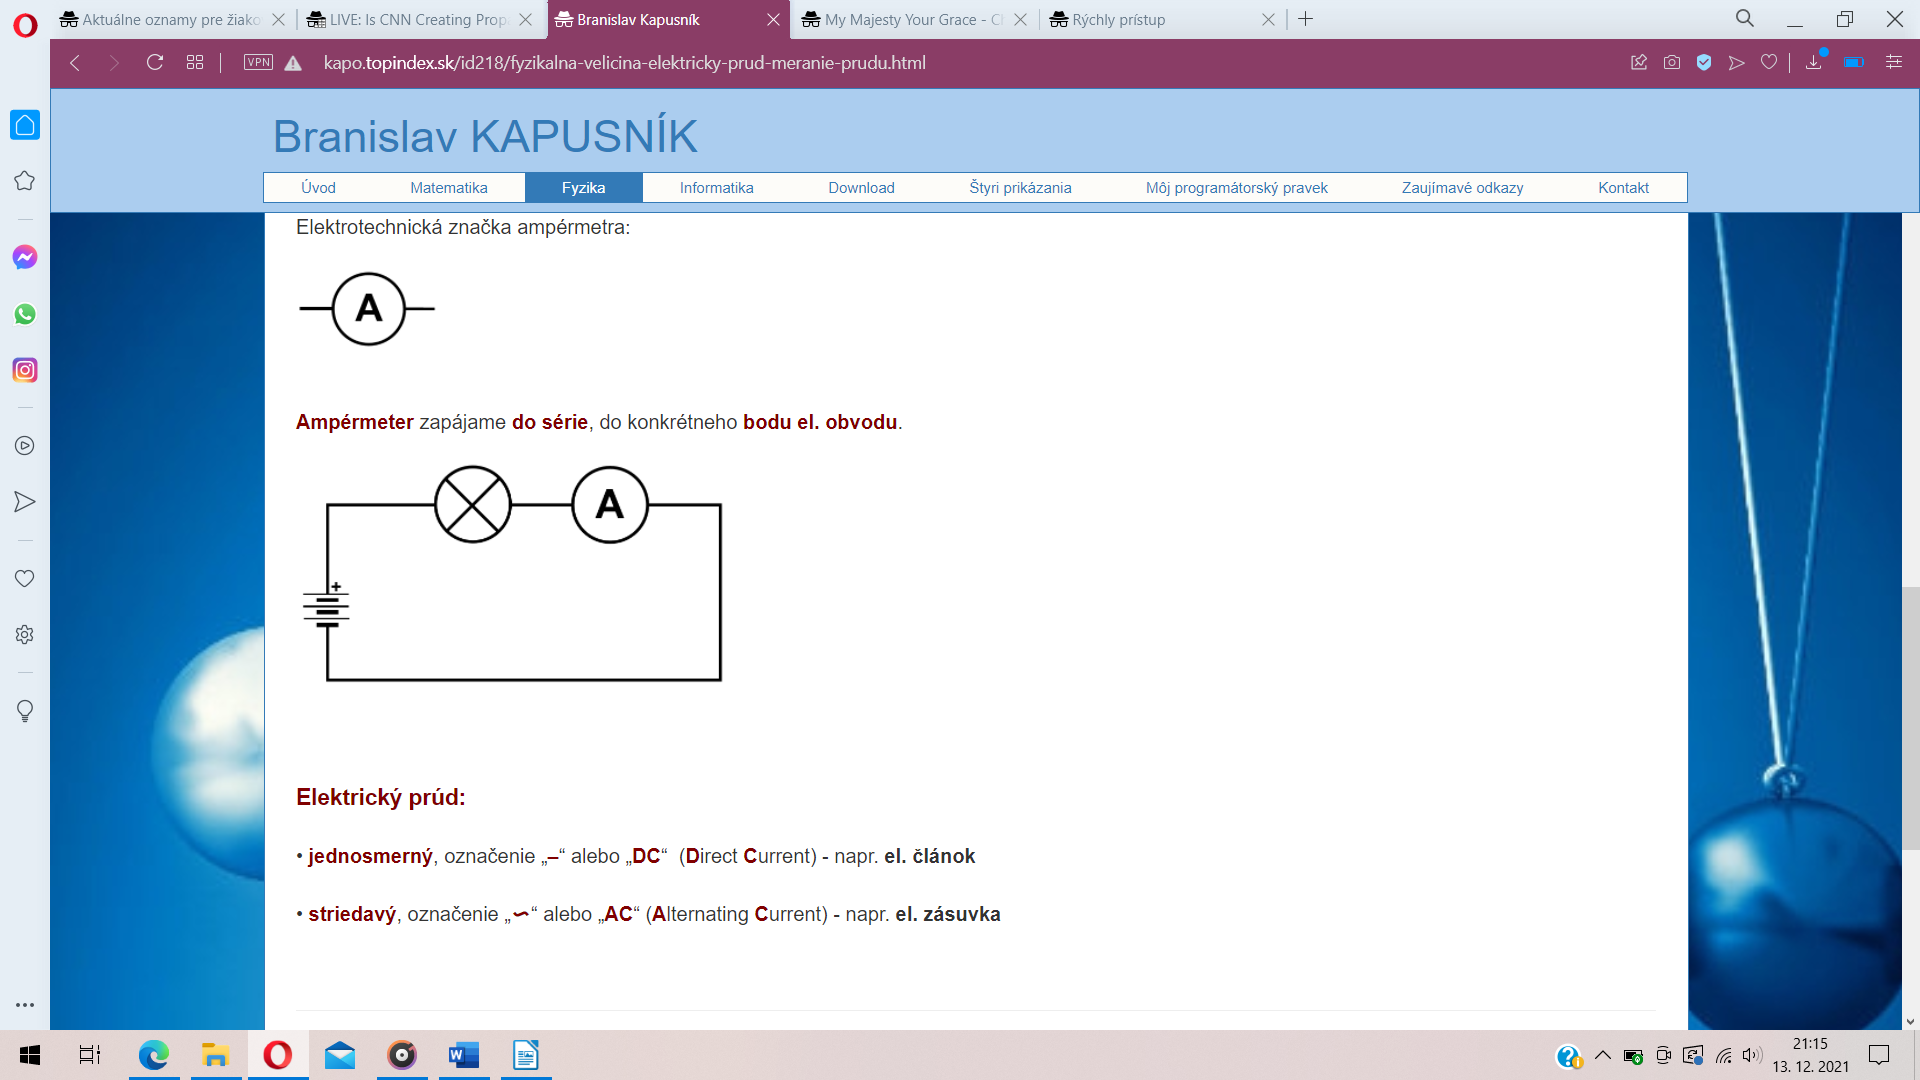 Aktuálne oznamy pre žiako
LIVE: Is CNN Creating Prop
Branislav Kapusník
My Majesty Your Grace - C
Rýchly prístup
VPN
kapo.topindex.sk/id218/fyzikalna-velicina-elektricky-prud-meranie-prudu.html
Branislav KAPUSNÍK
Úvod
Matematika
Fyzika
Informatika
Download
Štyri prikázania
Môj programátorský pravek
Zaujímavé odkazy
Kontakt
Elektrotechnická značka ampérmetra:
A
Ampérmeter zapájame do série, do konkrétneho bodu el. obvodu.
A
+
Elektrický prúd:
• jednosmerný, označenie „–“ alebo „DC“ (Direct Current) - napr. el. článok
• striedavý, označenie „∽“ alebo „AC“ (Alternating Current) - napr. el. zásuvka
21:15
13. 12. 2021